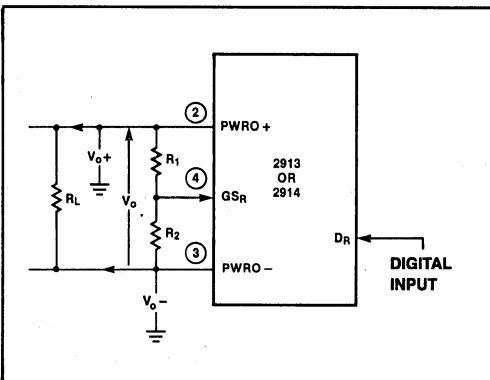 2
PWRO+
R1
Vo+
4
2913
OR
2914
RL
Vo
GSR
R2
DR
3
PWRO−
DIGITAL
INPUT
Vo−